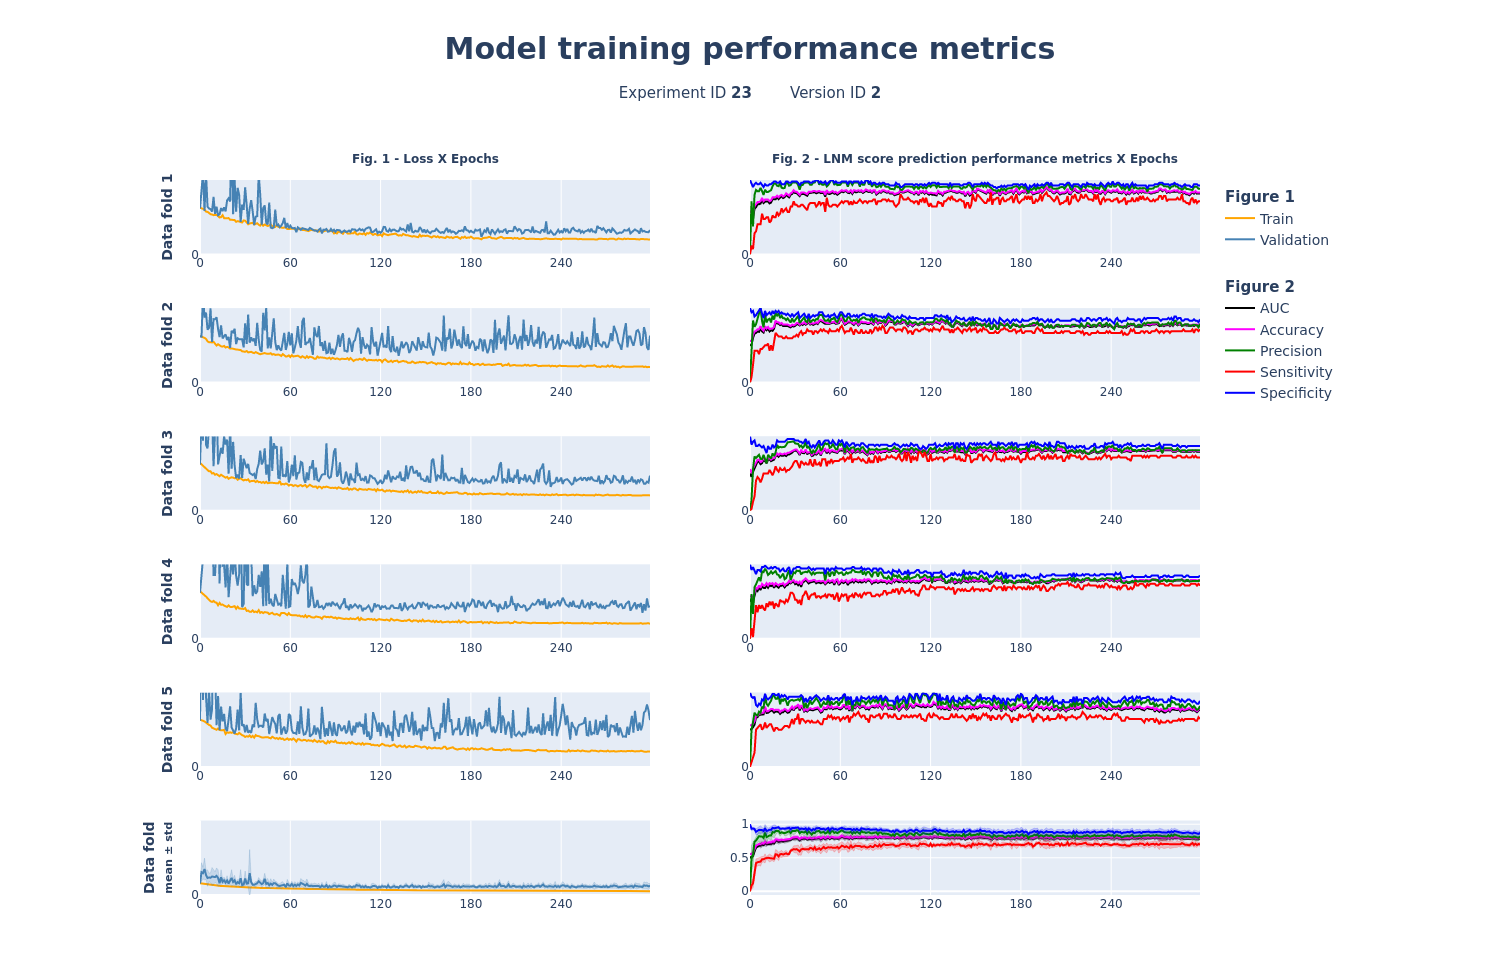 Model training performance metrics
Experiment ID 23 Version ID 2
Fig. 1 - Loss X Epochs
Fig. 2 - LNM score prediction performance metrics X Epochs
Data fold 1
0
0 60 120 180 240
0
0 60 120 180 240
Figure 1
Train
Validation
Figure 2
AUC
Accuracy
Precision
Sensitivity
Specificity
Data fold 2
0
0 60 120 180 240
0
0 60 120 180 240
Data fold 3
0
0 60 120 180 240
0
0 60 120 180 240
Data fold 4
0
0 60 120 180 240
0
0 60 120 180 240
Data fold 5
0
0 60 120 180 240
0
0 60 120 180 240
Data fold
mean ± std
0
0 60 120 180 240
1
0.5
0
0 60 120 180 240